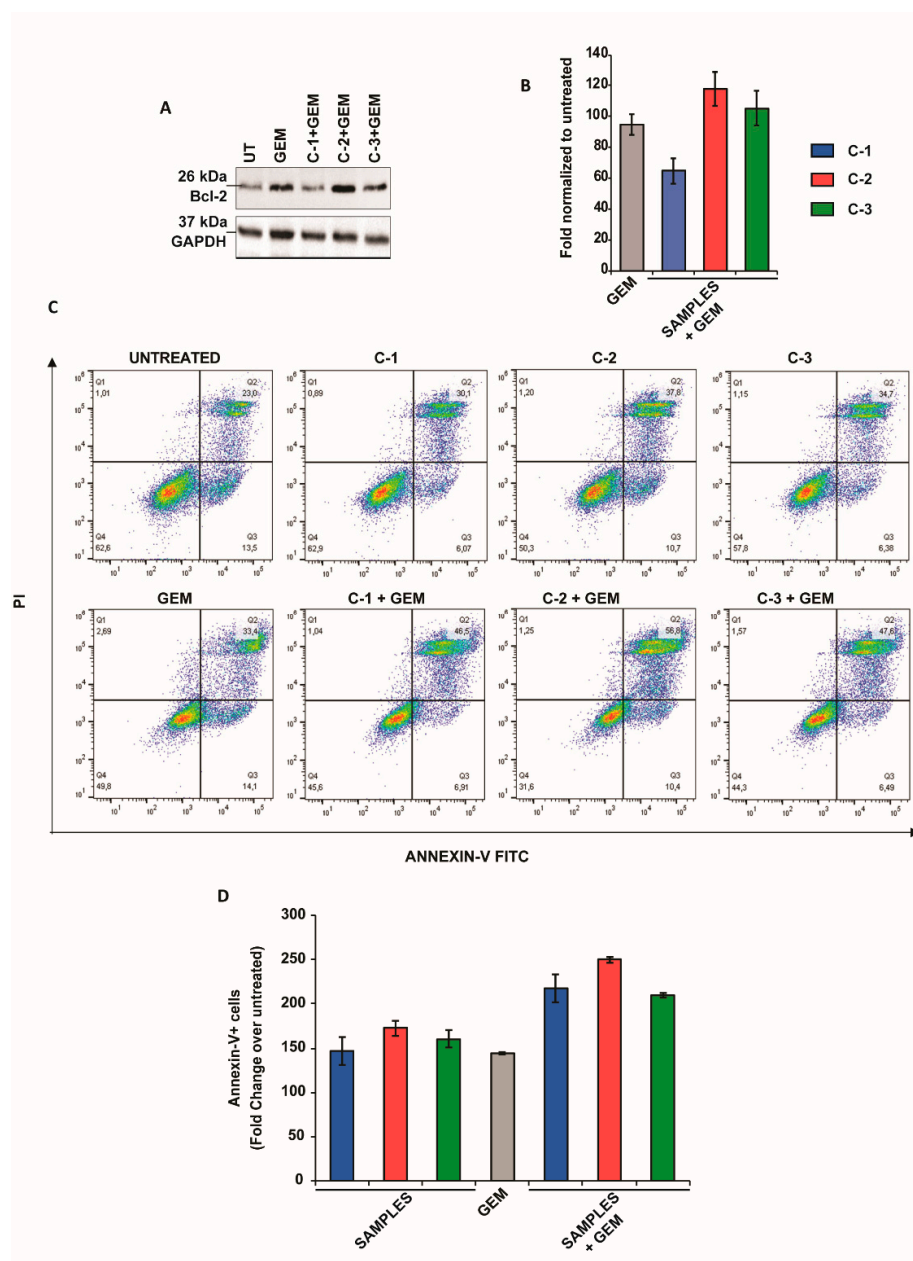 A
UT
GEM
C-1+GEM
C-2+GEM
C-3+GEM
26 kDa
Bcl-2
37 kDa
GAPDH
B
Fold normalized to untreated
140
120
100
80
60
40
20
0
GEM
SAMPLES
+ GEM
C-1
C-2
C-3
C
UNTREATED
C-1
C-2
C-3
Q1
1,01
Q2
23,0
Q4
62,6
Q3
13,5
Q1
0,89
Q2
30,1
Q4
62,9
Q3
6,07
Q1
1,20
Q2
37,8
Q4
50,3
Q3
10,7
Q1
1,15
Q2
34,7
Q4
57,8
Q3
6,38
GEM
C-1 + GEM
C-2 + GEM
C-3 + GEM
Q1
2,69
Q2
33,4
Q4
49,8
Q3
14,1
Q1
1,04
Q2
46,5
Q4
45,6
Q3
6,91
Q1
1,25
Q2
56,8
Q4
31,6
Q3
10,4
Q1
1,57
Q2
47,6
Q4
44,3
Q3
6,49
PI
ANNEXIN-V FITC
D
Annexin-V+ cells
(Fold Change over untreated)
300
250
200
150
100
50
0
SAMPLES
GEM
SAMPLES
+ GEM